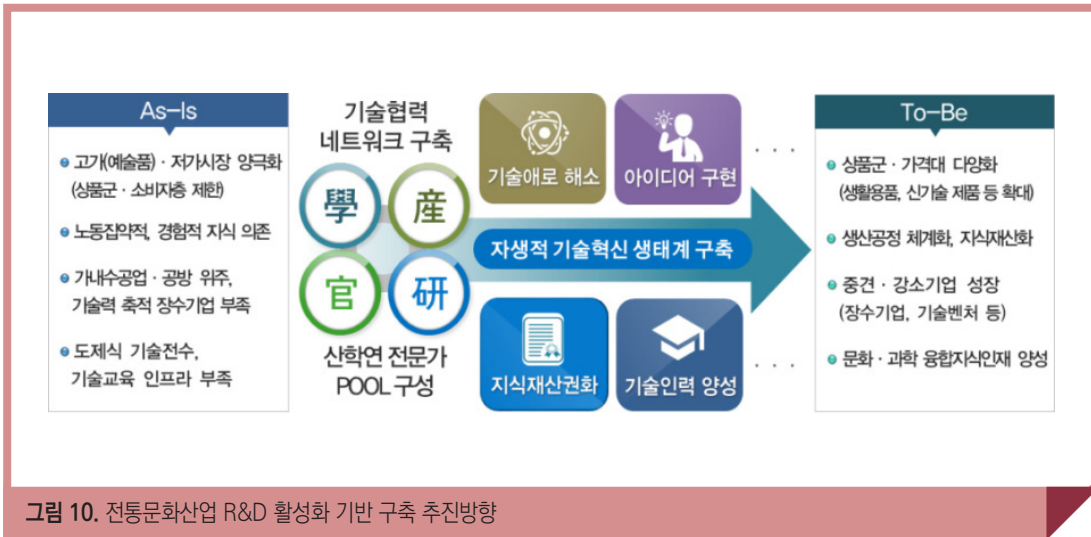 As-Is
고가(예술품) · 저가시장 양극화
(상품군 · 소비자층 제한)
노동집약적, 경험적 지식 의존
가내수공업 · 공방 위주,
기술력 축적 장수기업 부족
도제식 기술전수,
기술교육 인프라 부족
기술협력
네트워크 구축
學 産
官 研
산학연 전문가
POOL 구성
기술애로 해소
아이디어 구현
· · ·
자생적 기술혁신 생태계 구축
지식재산권화
기술인력 양성
· · ·
To-Be
상품군 · 가격대 다양화
(생활용품, 신기술 제품 등 확대)
생산공정 체계화, 지식재산화
중견 · 강소기업 성장
(장수기업, 기술벤처 등)
문화 · 과학 융합지식인재 양성
그림 10. 전통문화산업 R&D 활성화 기반 구축 추진방향